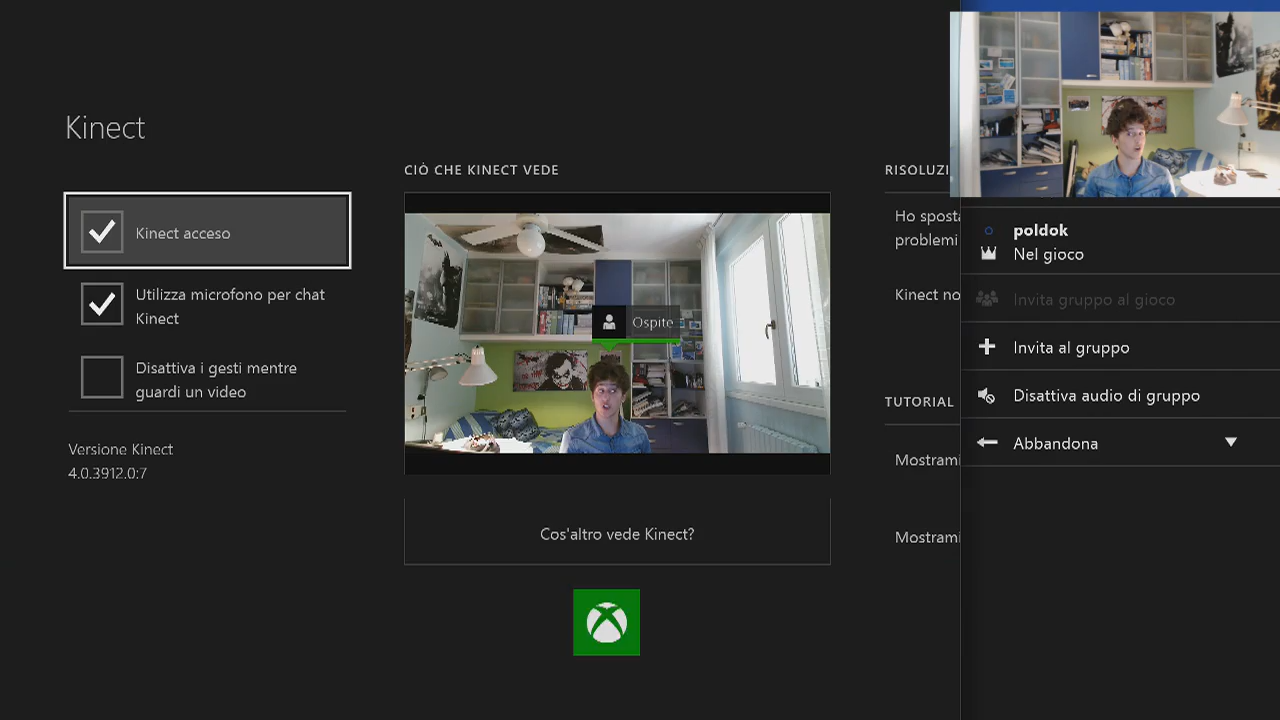 Kinect
Kinect acceso
Utilizza microfono per chat
Kinect
Disattiva i gesti mentre
guardi un video
Versione Kinect
4.0.3912.0:7
CIÒ CHE KINECT VEDE
Ospite
Cos'altro vede Kinect?
RISOLUZI
Ho sposta
problemi
Kinect no
TUTORIAL
Mostrami
Mostrami
poldok
Nel gioco
Invita gruppo al gioco
Invita al gruppo
Disattiva audio di gruppo
Abbandona